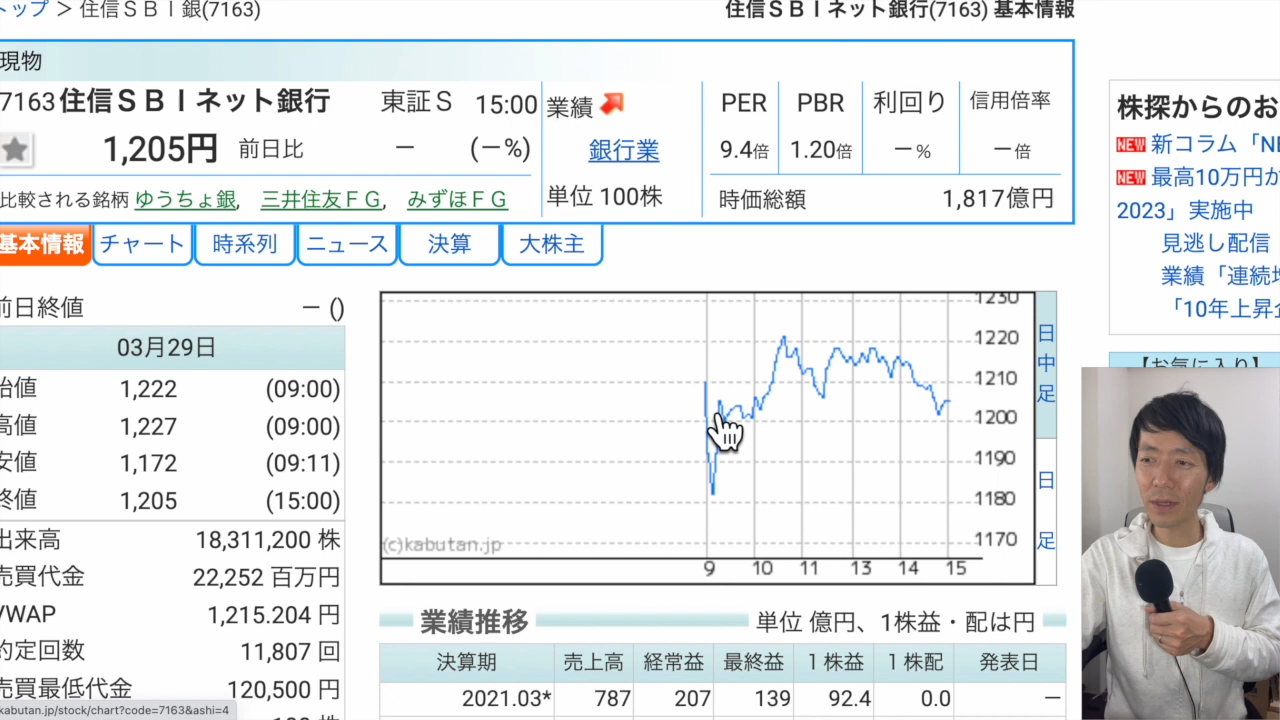 トップ > 住信ＳＢＩ銀(7163)
住信ＳＢＩネット銀行(7163) 基本情報
現物
7163 住信ＳＢＩネット銀行 東証Ｓ 15:00
1,205円 前日比 － (－%)
比較される銘柄 ゆうちょ銀, 三井住友ＦＧ, みずほＦＧ
業績
銀行業
単位 100株
PER PBR 利回り 信用倍率
9.4倍 1.20倍 －% －倍
時価総額 1,817億円
基本情報 チャート 時系列 ニュース 決算 大株主
前日終値 － ()
03月29日
始値 1,222 (09:00)
高値 1,227 (09:00)
安値 1,172 (09:11)
終値 1,205 (15:00)
出来高 18,311,200 株
売買代金 22,252 百万円
VWAP 1,215.204 円
約定回数 11,807 回
売買最低代金 120,500 円
kabutan.jp/stock/chart?code=7163&ashi=4
1230
1220
1210
1200
1190
1180
1170
(c)kabutan.jp
9 10 11 13 14 15
日中足
日足
業績推移 単位 億円、1株益・配は円
決算期 売上高 経常益 最終益 １株益 １株配 発表日
2021.03* 787 207 139 92.4 0.0 －
株探からのお
NEW 新コラム「NE
NEW 最高10万円か
2023」実施中
見逃し配信
業績「連続増
「10年上昇企
【お気に入り】